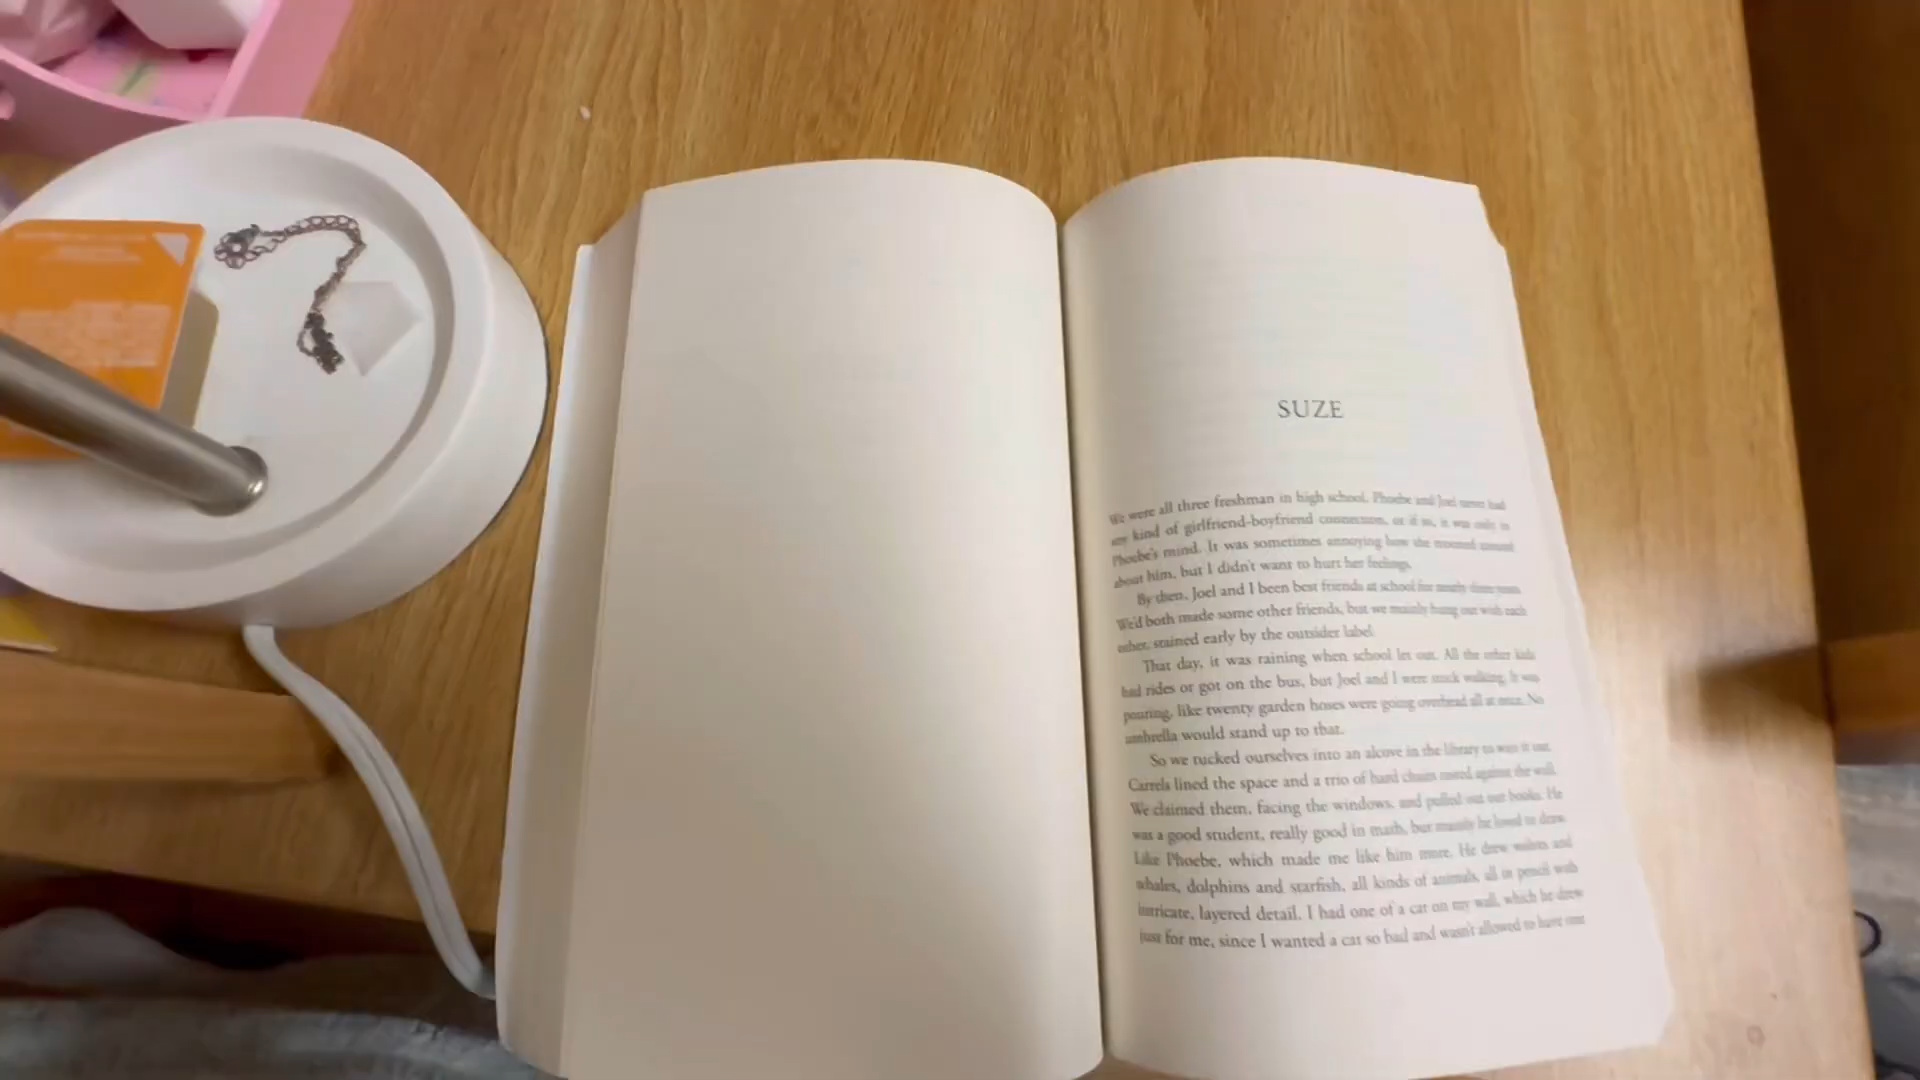 SUZE
We were all three freshman in high school. Phoebe and Joel never had
any kind of girlfriend-boyfriend connection, or if so, it was only in
Phoebe's mind. It was sometimes annoying how she mooned around
about him, but I didn't want to hurt her feelings.
By then, Joel and I been best friends at school for nearly three years.
We'd both made some other friends, but we mainly hung out with each
other, stained early by the outsider label.
That day, it was raining when school let out. All the other kids
had rides or got on the bus, but Joel and I were stuck walking. It was
pouring, like twenty garden hoses were going overhead all at once. No
umbrella would stand up to that.
So we tucked ourselves into an alcove in the library to wait it out.
Carrels lined the space and a trio of hard chairs rested against the wall.
We claimed them, facing the windows, and pulled out our books. He
was a good student, really good in math, but mostly he loved to draw.
Like Phoebe, which made me like him more. He drew and
whales, dolphins and starfish, all kinds of animals, all in pencil with
intricate, layered detail. I had one of a cat on my wall, which he drew
just for me, since I wanted a cat so bad and wasn't allowed to have one